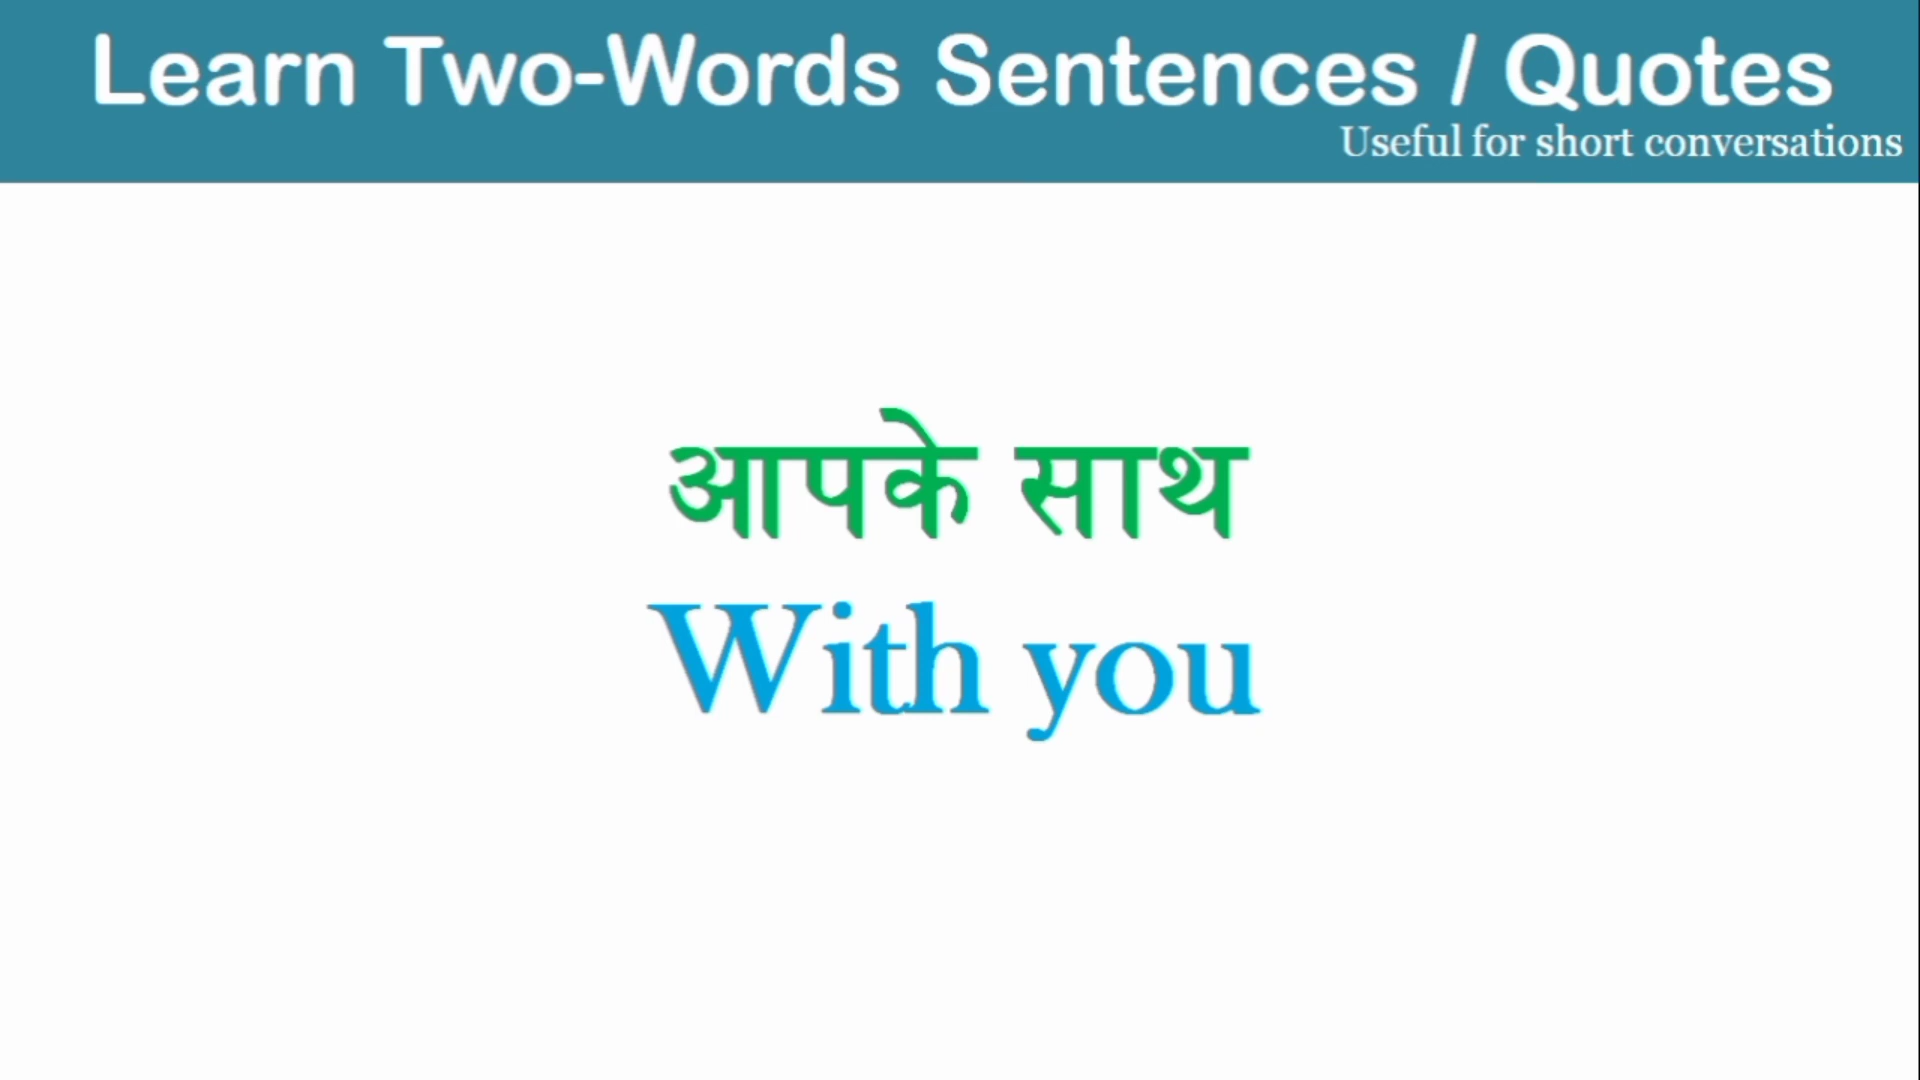 Learn Two-Words Sentences / Quotes
Useful for short conversations
आपके साथ
With you